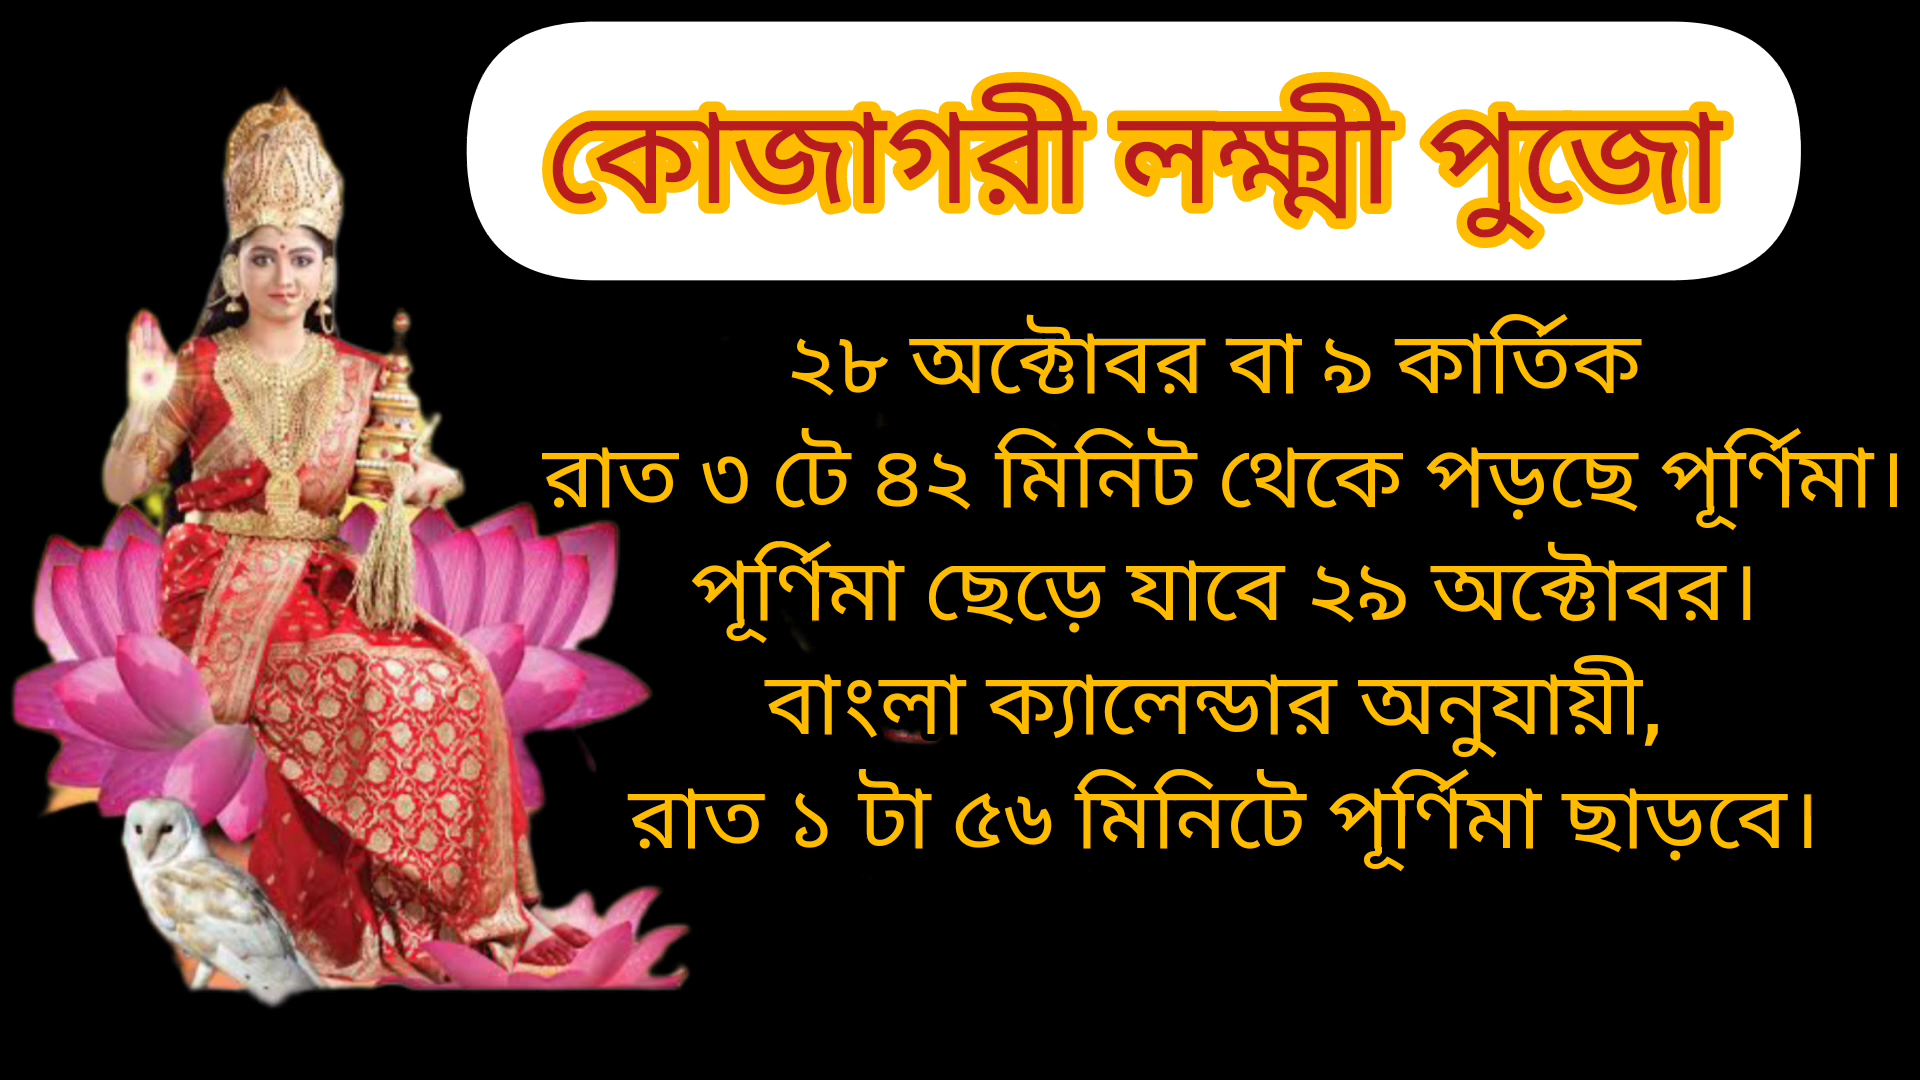 কোজাগরী লক্ষ্মী পুজো
২৮ অক্টোবর বা ৯ কার্তিক
রাত ৩ টে ৪২ মিনিট থেকে পড়ছে পূর্ণিমা।
পূর্ণিমা ছেড়ে যাবে ২৯ অক্টোবর।
বাংলা ক্যালেন্ডার অনুযায়ী,
রাত ১ টা ৫৬ মিনিটে পূর্ণিমা ছাড়বে।